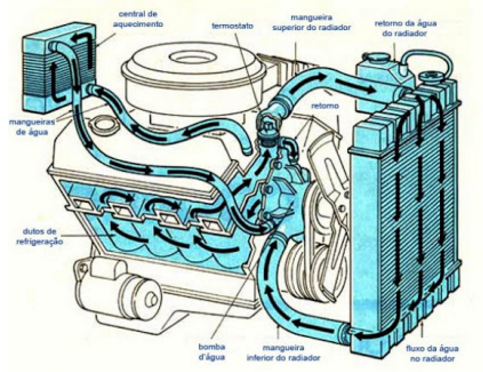 central de
aquecimento
termostato
mangueira
superior do radiador
retorno da água
do radiador
retorno
mangueiras
de água
dutos de
refrigeração
bomba
d'água
mangueira
inferior do radiador
fluxo da água
no radiador